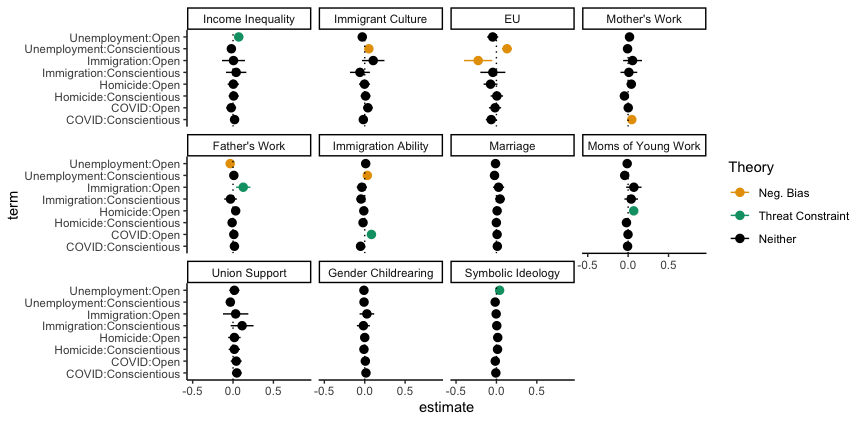 Income Inequality
Immigrant Culture
EU
Mother's Work
Unemployment:Open
Unemployment:Conscientious
Immigration:Open
Immigration:Conscientious
Homicide:Open
Homicide:Conscientious
COVID:Open
COVID:Conscientious
Father's Work
Immigration Ability
Marriage
Moms of Young Work
Unemployment:Open
Unemployment:Conscientious
Immigration:Open
Immigration:Conscientious
Homicide:Open
Homicide:Conscientious
COVID:Open
COVID:Conscientious
-0.5 0.0 0.5
Union Support
Gender Childrearing
Symbolic Ideology
Unemployment:Open
Unemployment:Conscientious
Immigration:Open
Immigration:Conscientious
Homicide:Open
Homicide:Conscientious
COVID:Open
COVID:Conscientious
-0.5 0.0 0.5
-0.5 0.0 0.5
-0.5 0.0 0.5
estimate
term
Theory
Neg. Bias
Threat Constraint
Neither